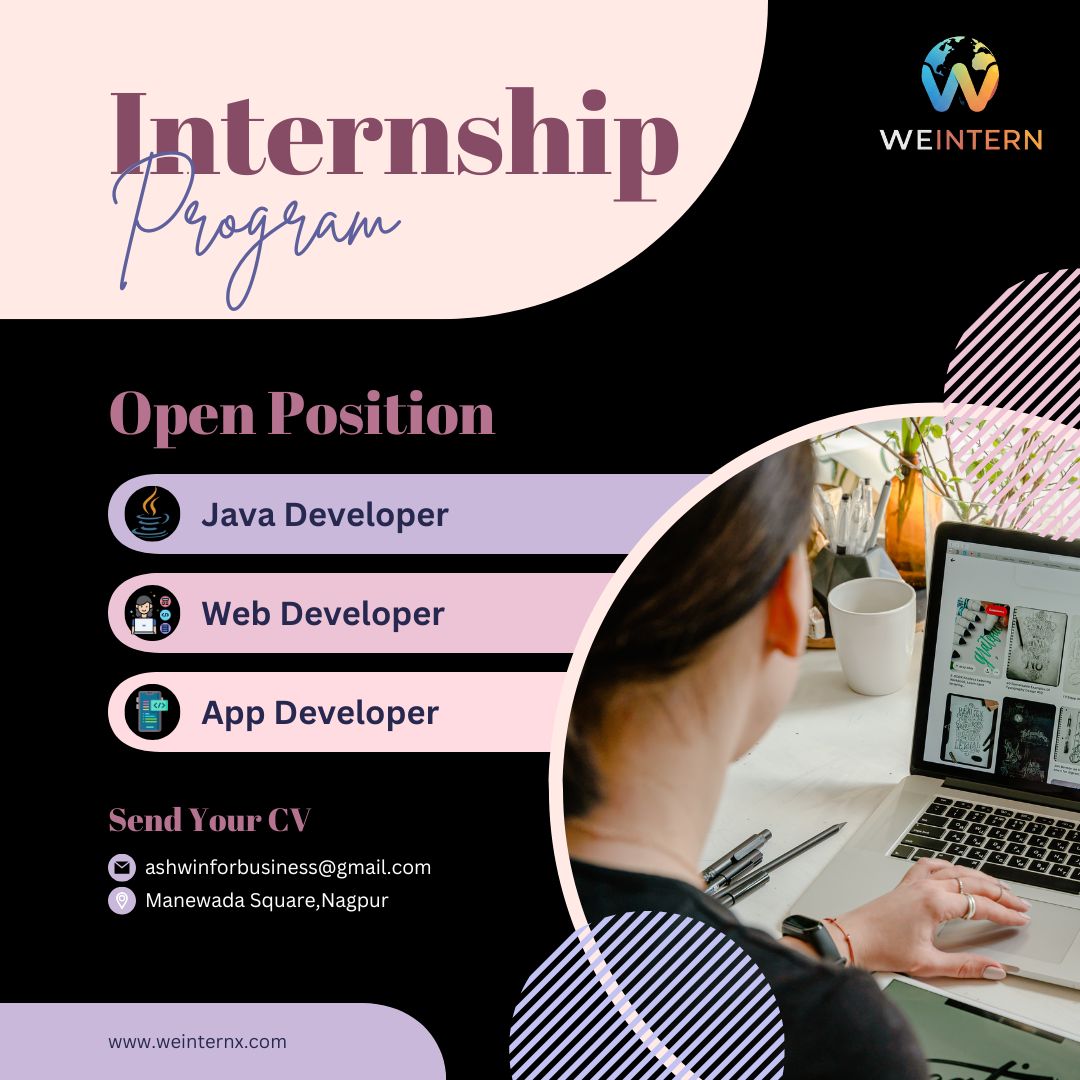 Internship
Program
WEINTERN
Open Position
Java Developer
Web Developer
App Developer
Send Your CV
ashwinforbusiness@gmail.com
Manewada Square,Nagpur
www.weinternx.com